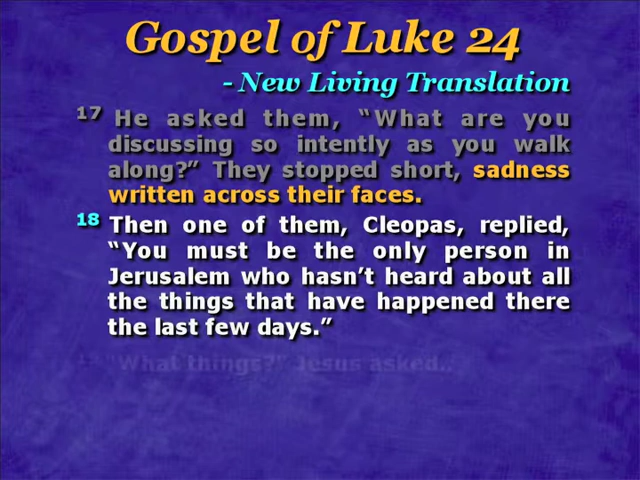 Gospel of Luke 24
- New Living Translation
17 He asked them, “What are you
discussing so intently as you walk
along?” They stopped short, sadness
written across their faces.
18 Then one of them, Cleopas, replied,
“You must be the only person in
Jerusalem who hasn’t heard about all
the things that have happened there
the last few days.”
“What things?” Jesus asked.